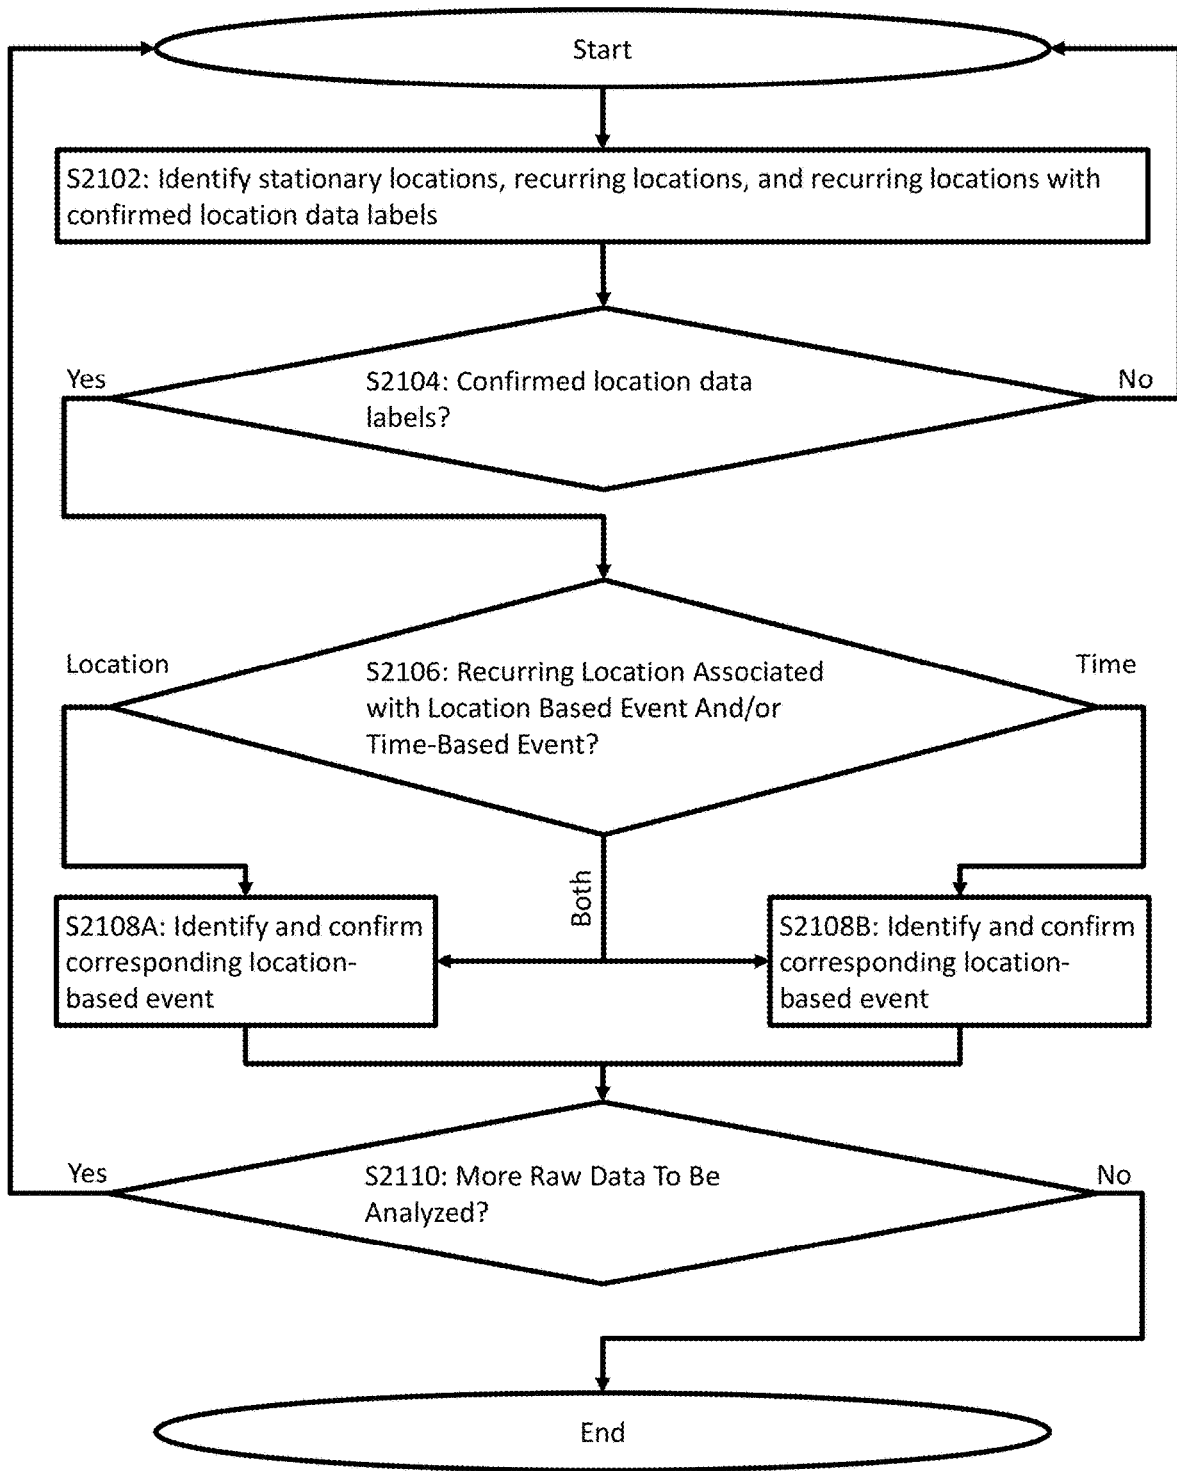 Start
S2102: Identify stationary locations, recurring locations, and recurring locations with
confirmed location data labels
Yes
S2104: Confirmed location data
labels?
No
Location
S2106: Recurring Location Associated
with Location Based Event And/or
Time-Based Event?
Time
Both
S2108A: Identify and confirm
corresponding location-
based event
S2108B: Identify and confirm
corresponding location-
based event
Yes
S2110: More Raw Data To Be
Analyzed?
No
End